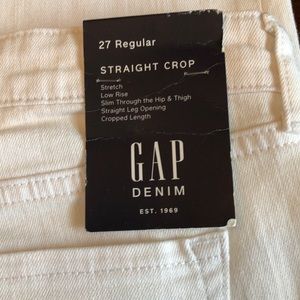 27 Regular
STRAIGHT CROP
Stretch
Low Rise
Slim Through the Hip & Thigh
Straight Leg Opening
Cropped Length
GAP
DENIM
EST. 1969